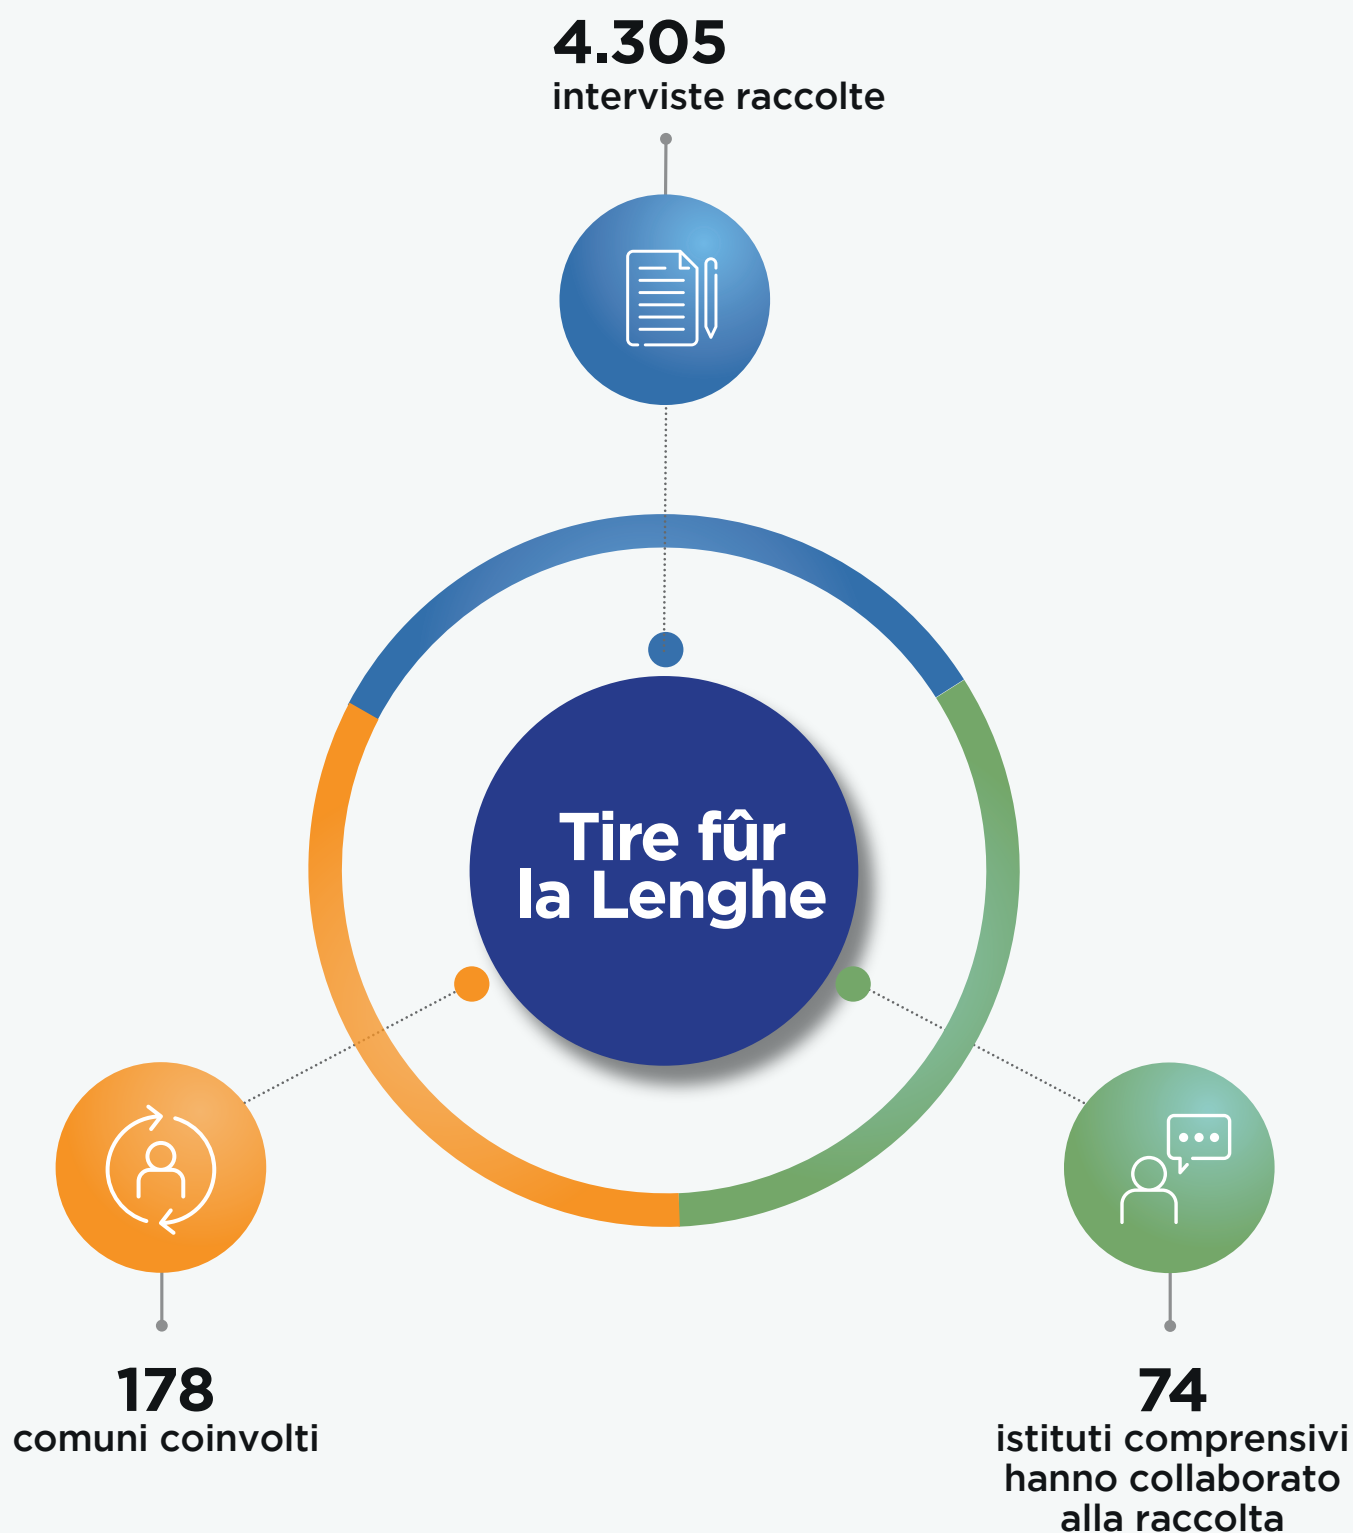 4.305
interviste raccolte
Tire fûr
la Lenghe
178
comuni coinvolti
74
istituti comprensivi
hanno collaborato
alla raccolta